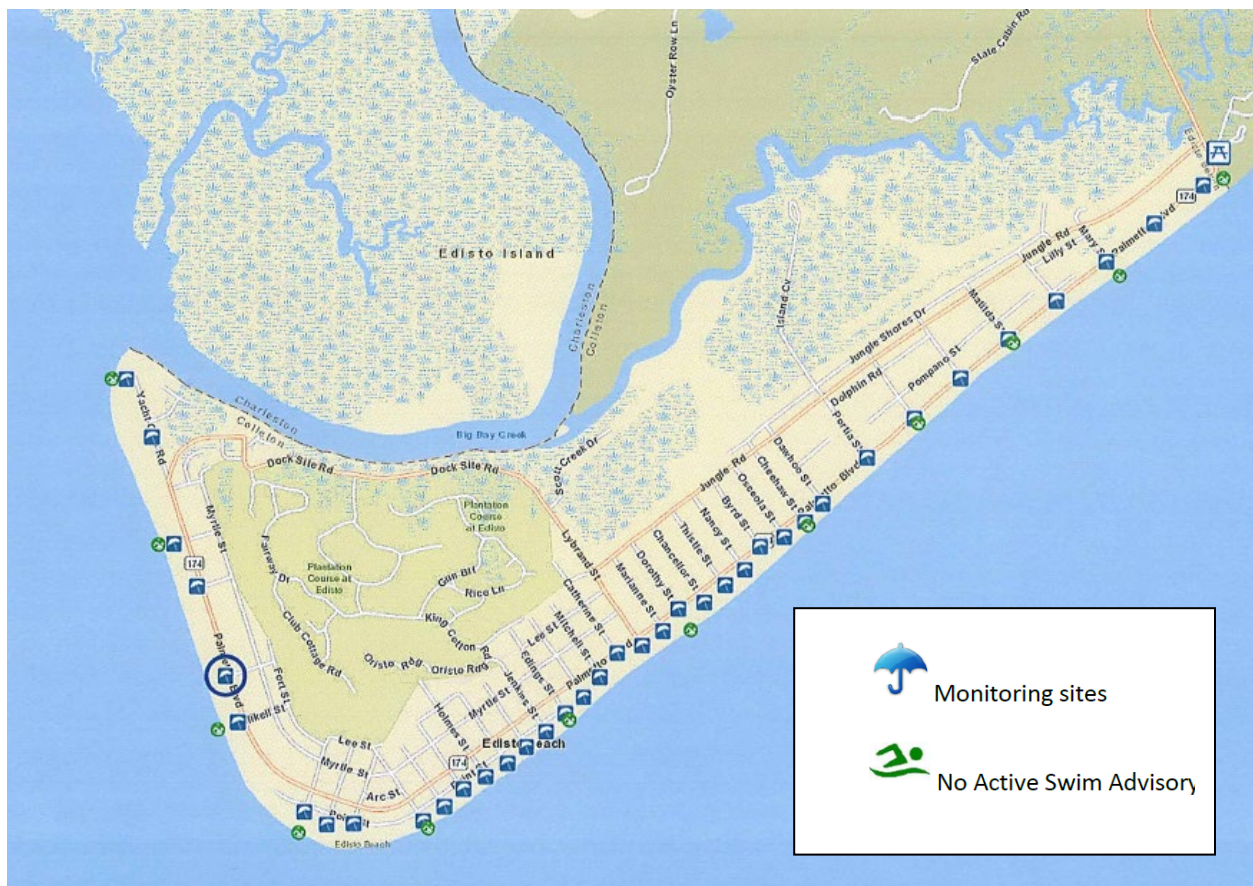 Oyster Row Ln
State Cabin Rd
174
Edisto Island
Charleston
Colleton
Island Cv
Jungle Rd
Lilly St
Matilda St
Jungle Shores Dr
Pompano St
Dolphin Rd
Portia St
Yacht
Rd
Charleston
Colleton
Big Bay Creek
Dock Site Rd
Dock Site Rd
Scott Creek Dr
Jungle Rd
Dawhoo St
Cheehaw St
Osceola St
Byrd St
Nancy St
Thistle St
Chancellor St
Dorothy St
Marianne St
Lybrand St
Palmetto Blvd
Plantation
Course
at Edisto
Myrtle St
174
Fairway Dr
Plantation
Course at
Edisto
Gun Blf
Rice Ln
King Cotton
Rd
Club Cottage Rd
Oristo Rdg
Oristo Rdg
Catherine St
Mitchell St
Lee St
Edings St
Jenkins St
Myrtle St
Holmes St
Fort St
Blvd
Lee St
Myrtle St
Arc St
174
Edisto Beach
Monitoring sites
No Active Swim Advisory